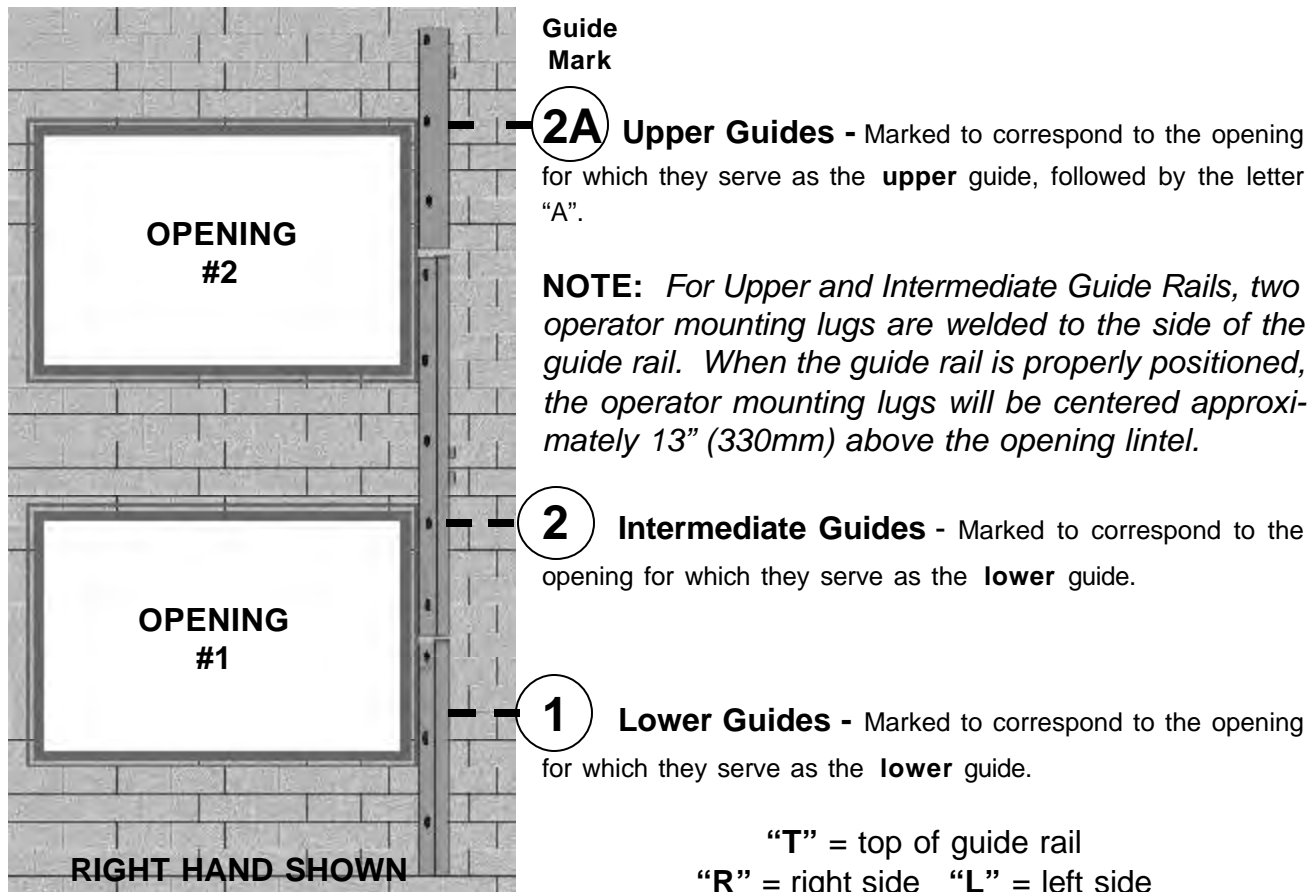 Guide
Mark
2A Upper Guides - Marked to correspond to the opening
for which they serve as the upper guide, followed by the letter
“A”.
OPENING
#2
NOTE: For Upper and Intermediate Guide Rails, two
operator mounting lugs are welded to the side of the
guide rail. When the guide rail is properly positioned,
the operator mounting lugs will be centered approxi-
mately 13” (330mm) above the opening lintel.
2 Intermediate Guides - Marked to correspond to the
opening for which they serve as the lower guide.
OPENING
#1
1 Lower Guides - Marked to correspond to the opening
for which they serve as the lower guide.
“T” = top of guide rail
“R” = right side “L” = left side
RIGHT HAND SHOWN